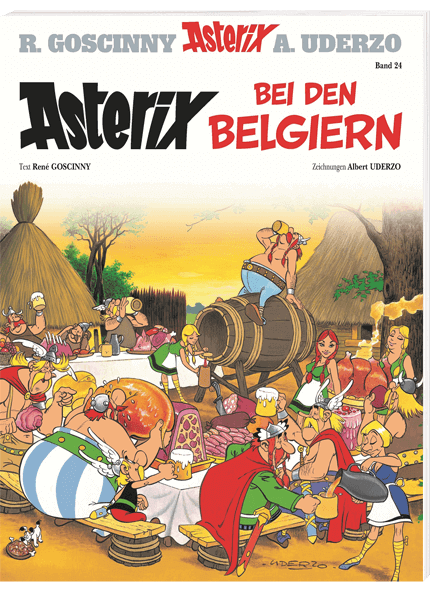 R. GOSCINNY Asterix A. UDERZO
Band 24
Asterix
BEI DEN
BELGIERN
Text René GOSCINNY
Zeichnungen Albert UDERZO
UDERZO